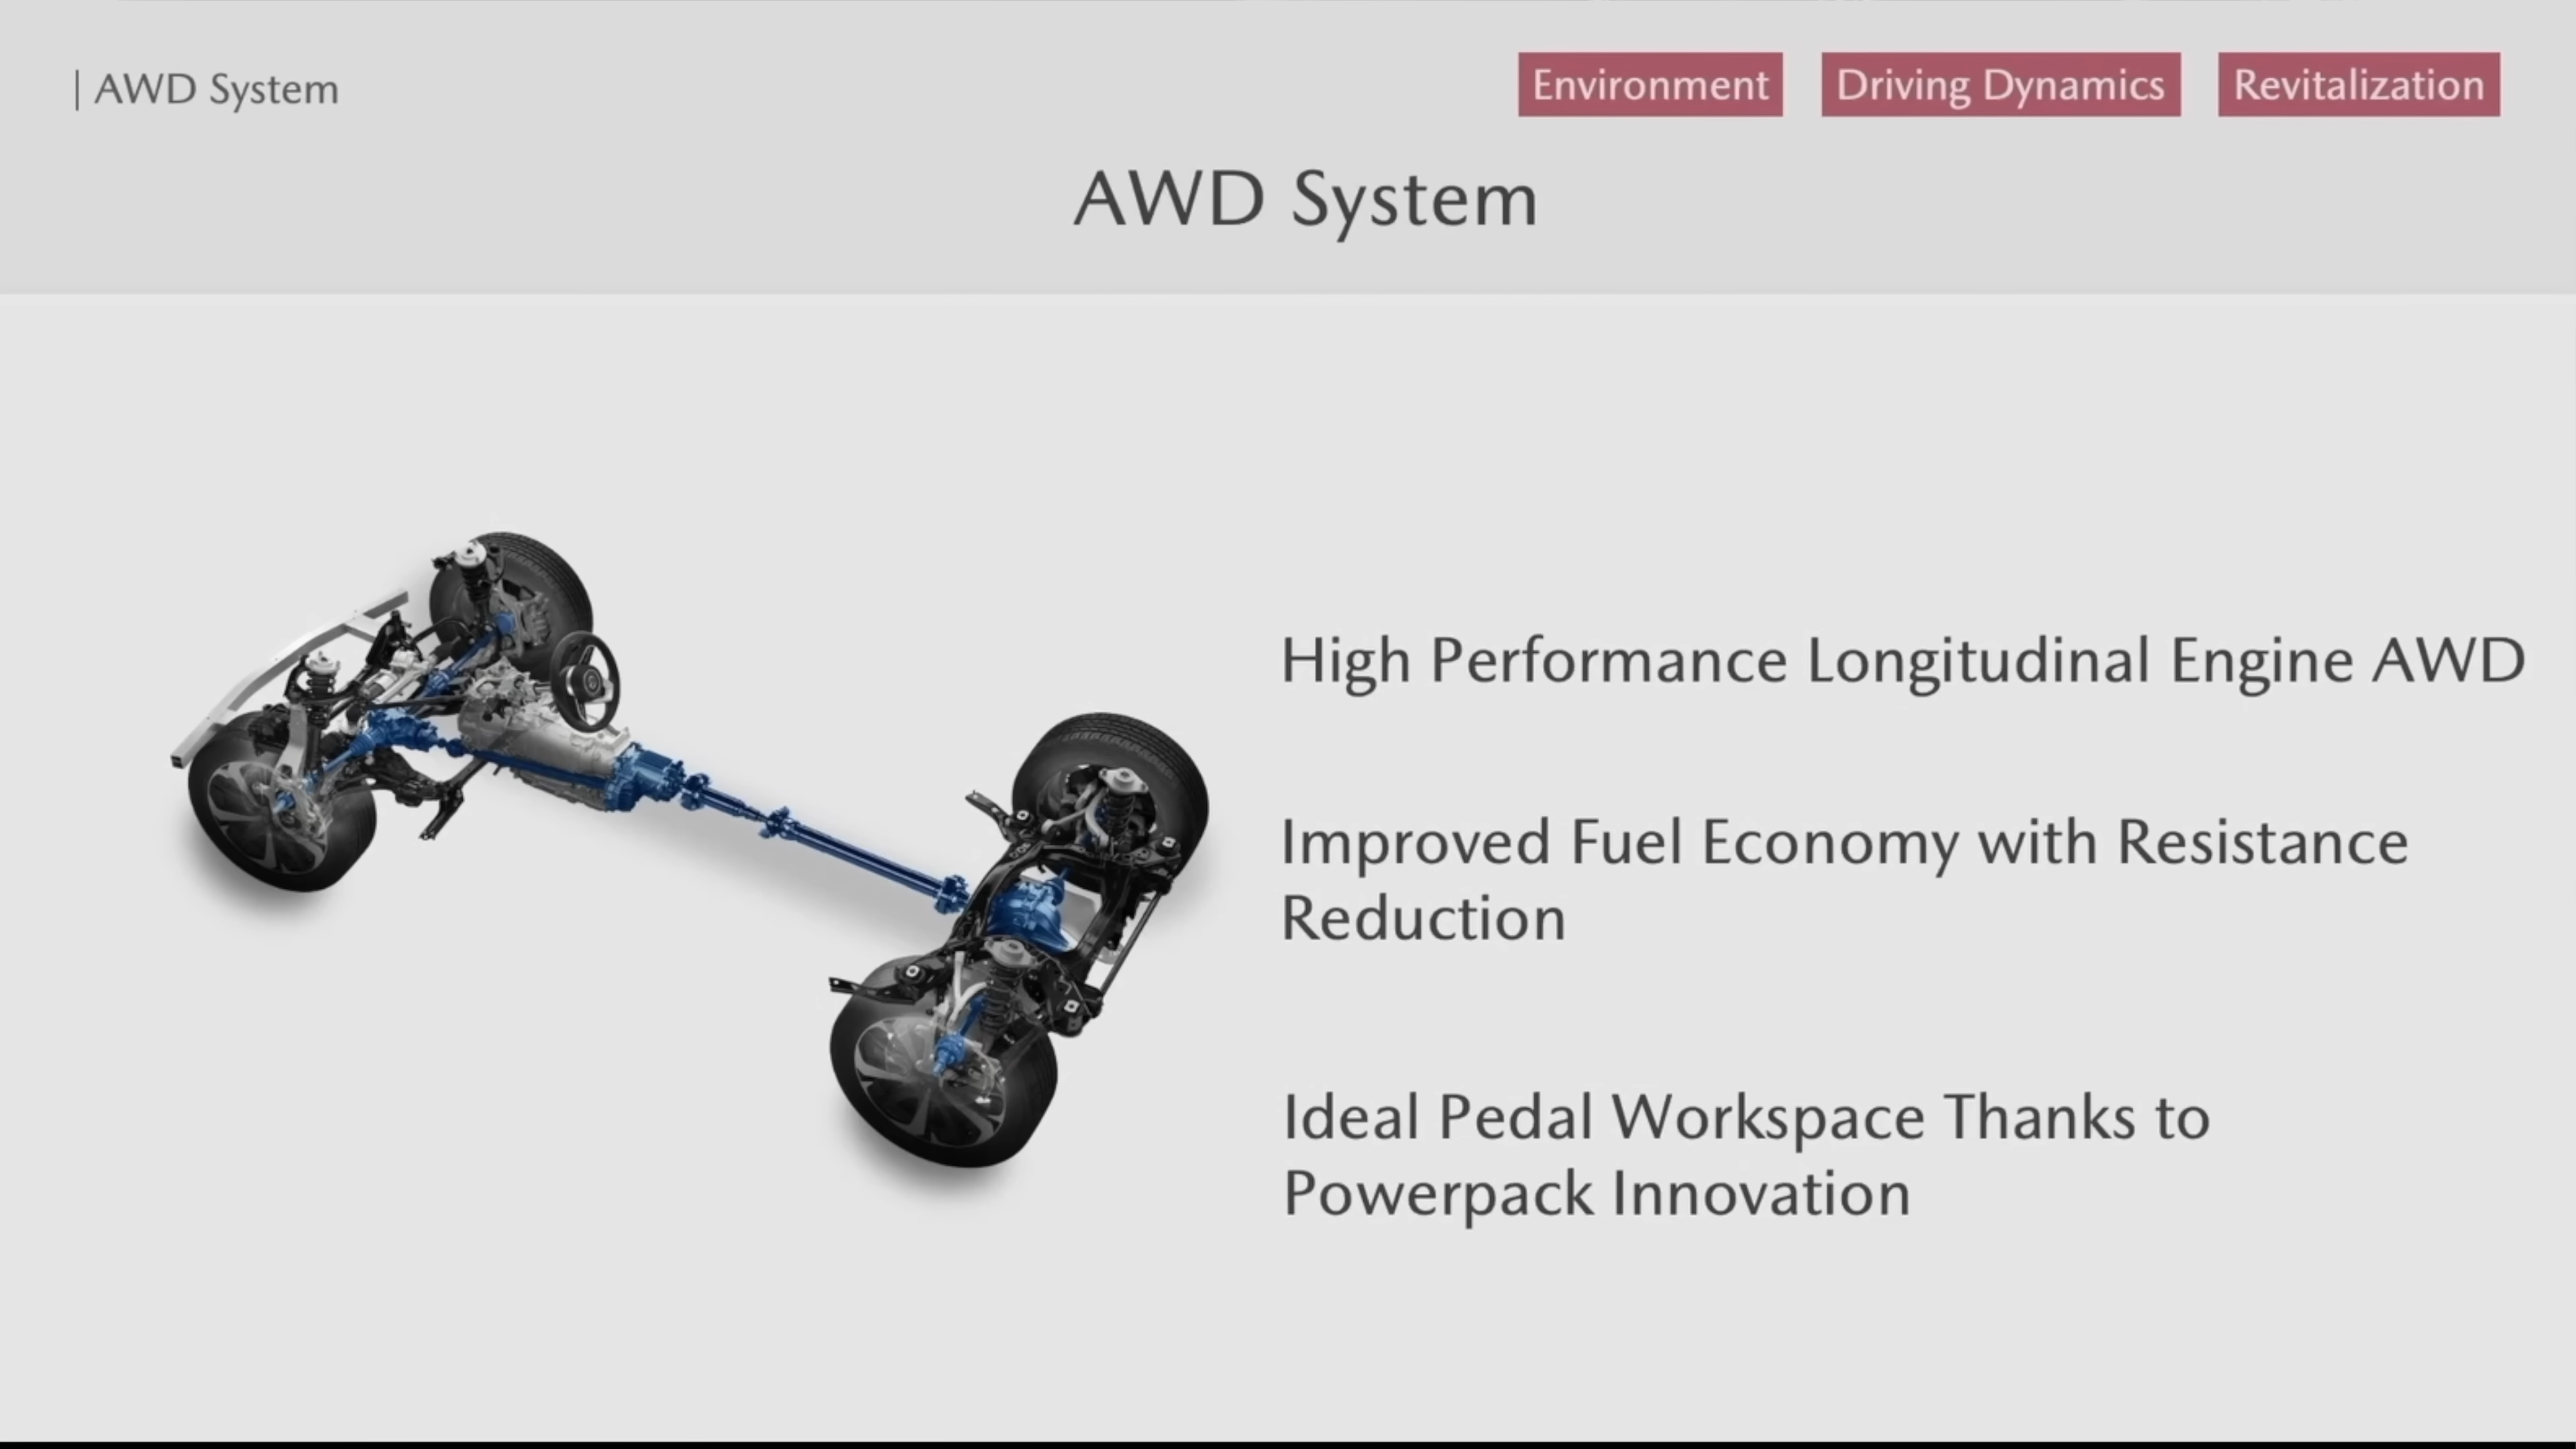 | AWD System
Environment Driving Dynamics Revitalization
AWD System
High Performance Longitudinal Engine AWD
Improved Fuel Economy with Resistance
Reduction
Ideal Pedal Workspace Thanks to
Powerpack Innovation